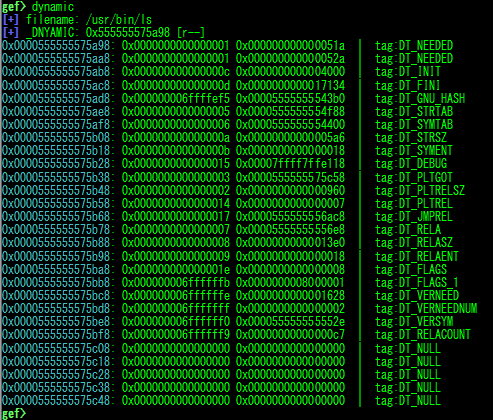 gef> dynamic
[+] filename: /usr/bin/ls
[+] _DNYAMIC: 0x555555575a98 [r--]
0x0000555555575a98: 0x0000000000000001 0x000000000000051a | tag:DT_NEEDED
0x0000555555575aa8: 0x0000000000000001 0x000000000000052a | tag:DT_NEEDED
0x0000555555575ab8: 0x000000000000000c 0x0000000000004000 | tag:DT_INIT
0x0000555555575ac8: 0x000000000000000d 0x0000000000017134 | tag:DT_FINI
0x0000555555575ad8: 0x000000006ffffef5 0x00005555555543b0 | tag:DT_GNU_HASH
0x0000555555575ae8: 0x0000000000000005 0x0000555555554f88 | tag:DT_STRTAB
0x0000555555575af8: 0x0000000000000006 0x0000555555554400 | tag:DT_SYMTAB
0x0000555555575b08: 0x000000000000000a 0x00000000000005a6 | tag:DT_STRSZ
0x0000555555575b18: 0x000000000000000b 0x0000000000000018 | tag:DT_SYMENT
0x0000555555575b28: 0x0000000000000015 0x00007ffff7ffe118 | tag:DT_DEBUG
0x0000555555575b38: 0x0000000000000003 0x0000555555575c58 | tag:DT_PLTGOT
0x0000555555575b48: 0x0000000000000002 0x0000000000000960 | tag:DT_PLTRELSZ
0x0000555555575b58: 0x0000000000000014 0x0000000000000007 | tag:DT_PLTREL
0x0000555555575b68: 0x0000000000000017 0x0000555555556ac8 | tag:DT_JMPREL
0x0000555555575b78: 0x0000000000000007 0x00005555555556e8 | tag:DT_RELA
0x0000555555575b88: 0x0000000000000008 0x00000000000013e0 | tag:DT_RELASZ
0x0000555555575b98: 0x0000000000000009 0x0000000000000018 | tag:DT_RELAENT
0x0000555555575ba8: 0x000000000000001e 0x0000000000000008 | tag:DT_FLAGS
0x0000555555575bb8: 0x000000006ffffffb 0x0000000008000001 | tag:DT_FLAGS_1
0x0000555555575bc8: 0x000000006ffffffe 0x0000555555555628 | tag:DT_VERNEED
0x0000555555575bd8: 0x000000006fffffff 0x0000000000000002 | tag:DT_VERNEEDNUM
0x0000555555575be8: 0x000000006ffffff0 0x000055555555552e | tag:DT_VERSYM
0x0000555555575bf8: 0x000000006ffffff9 0x00000000000000c7 | tag:DT_RELACOUNT
0x0000555555575c08: 0x0000000000000000 0x0000000000000000 | tag:DT_NULL
0x0000555555575c18: 0x0000000000000000 0x0000000000000000 | tag:DT_NULL
0x0000555555575c28: 0x0000000000000000 0x0000000000000000 | tag:DT_NULL
0x0000555555575c38: 0x0000000000000000 0x0000000000000000 | tag:DT_NULL
0x0000555555575c48: 0x0000000000000000 0x0000000000000000 | tag:DT_NULL
gef>